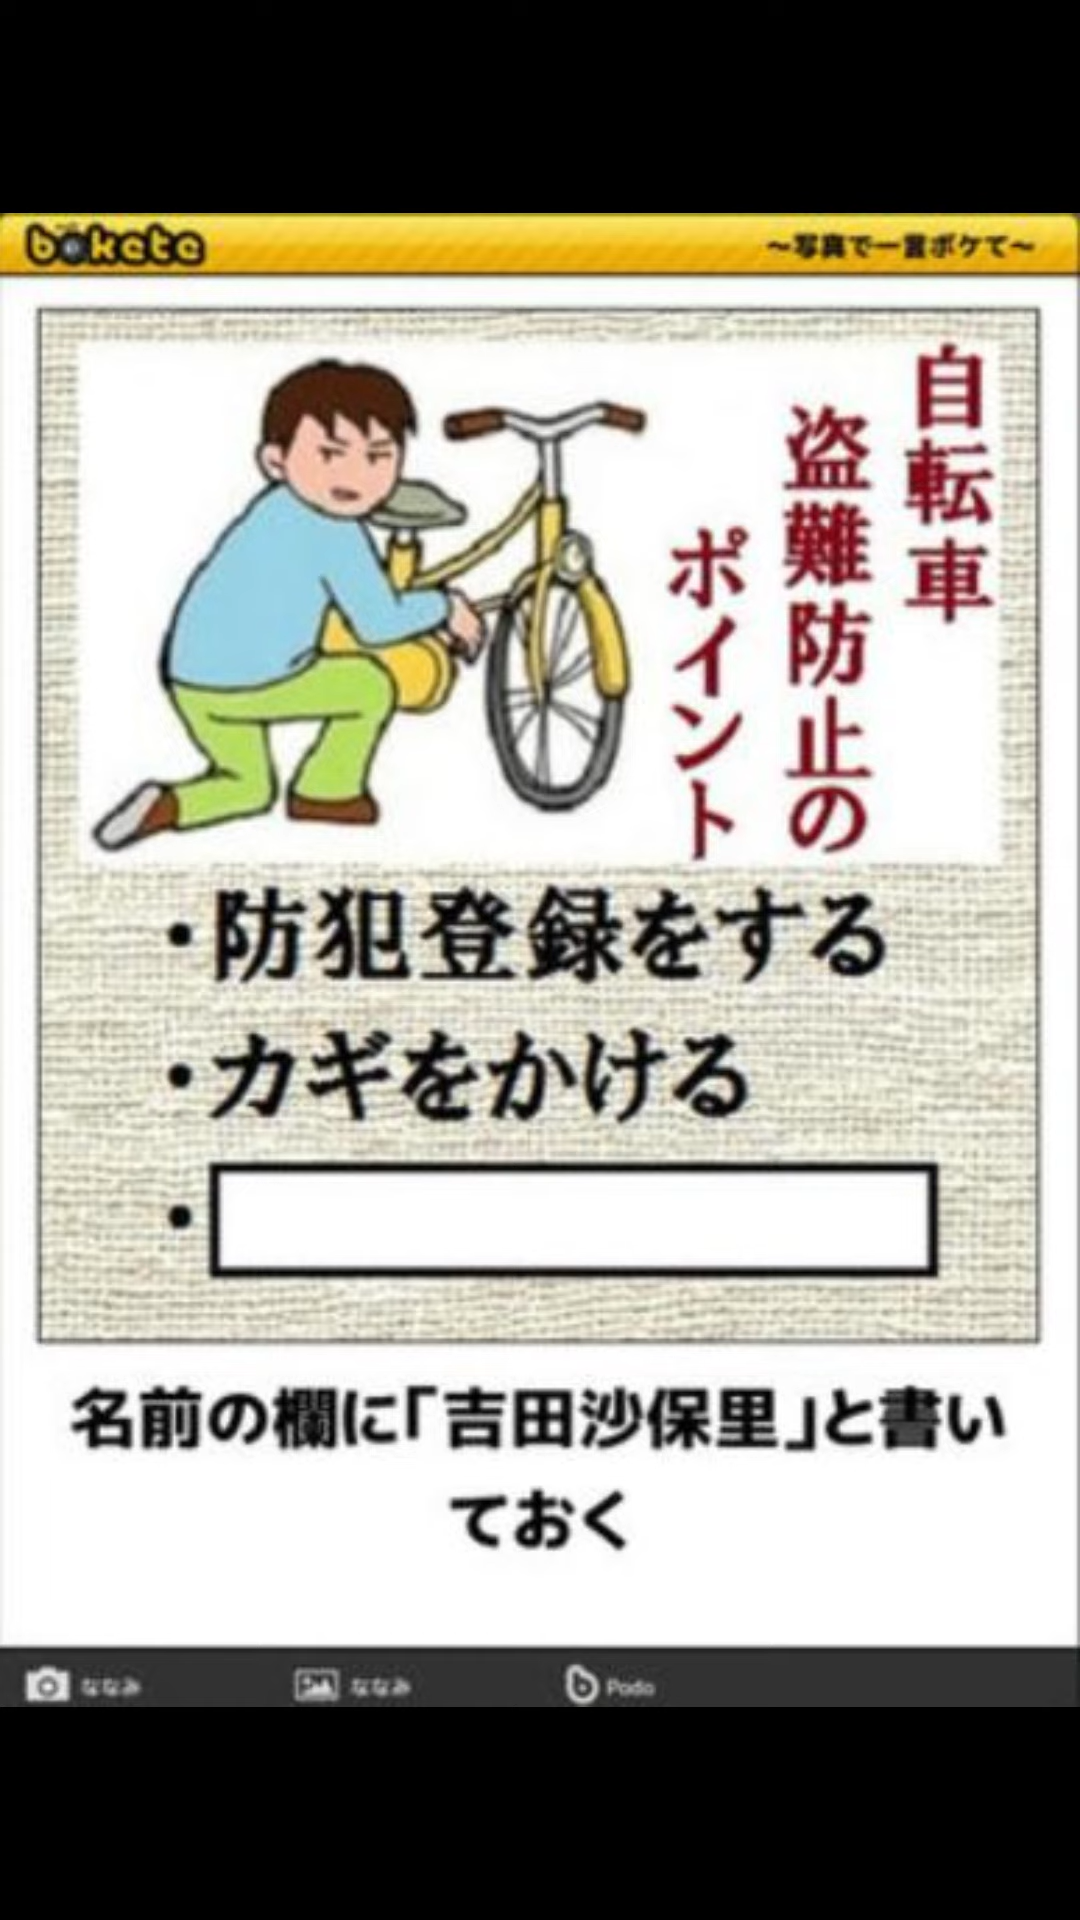 bokete
〜写真で一言ボケて〜
自転車
盗難防止の
ポイント
・防犯登録をする
・カギをかける
・
名前の欄に「吉田沙保里」と書い
ておく
ななみ
ななみ
Podo